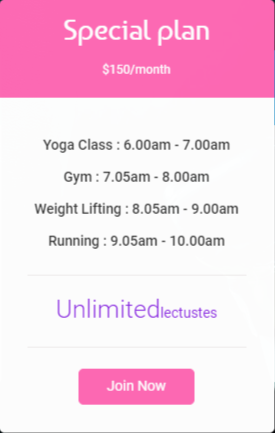 Special plan
$150/month
Yoga Class : 6.00am - 7.00am
Gym : 7.05am - 8.00am
Weight Lifting : 8.05am - 9.00am
Running : 9.05am - 10.00am
Unlimitedlectustes
Join Now